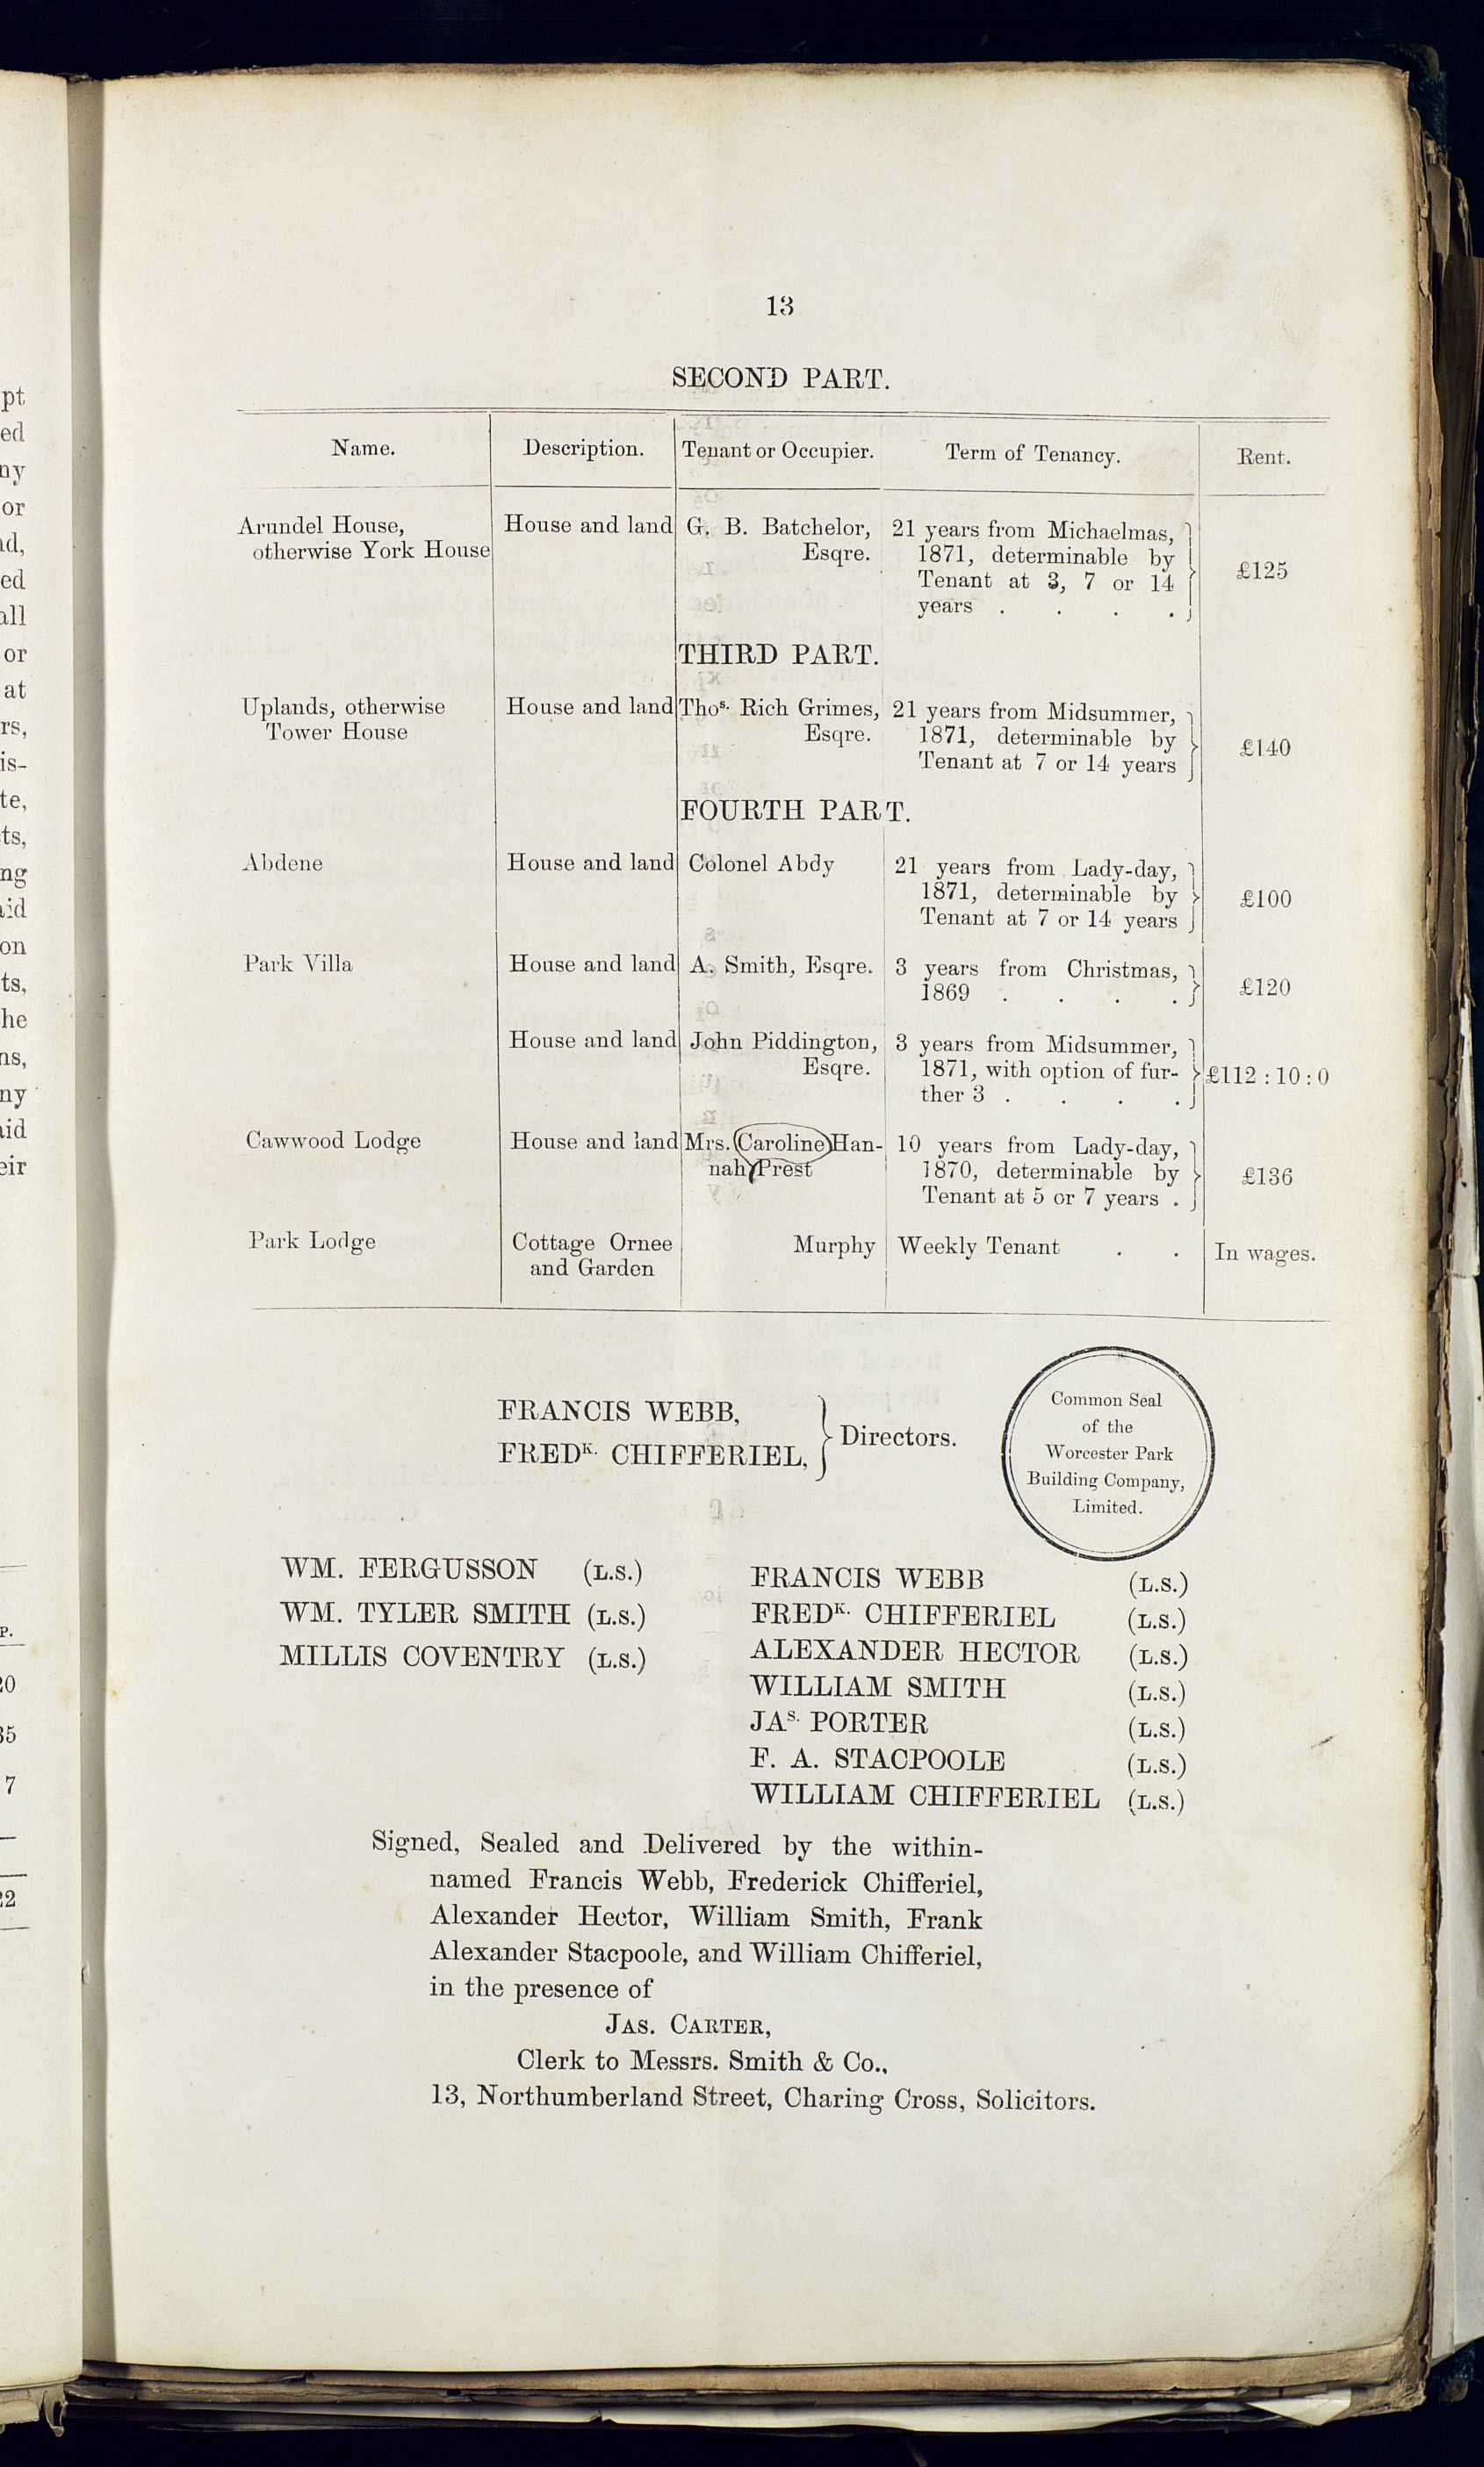 13
SECOND PART.
Name. Description. Tenant or Occupier. Term of Tenancy. Rent.
Arundel House, House and land G. B. Batchelor, 21 years from Michaelmas,
otherwise York House Esqre. 1871, determinable by
Tenant at 3, 7 or 14 £125
years . . . .
THIRD PART.
Uplands, otherwise House and land Thos. Rich Grimes, 21 years from Midsummer,
Tower House Esqre. 1871, determinable by £140
Tenant at 7 or 14 years
FOURTH PART.
Abdene House and land Colonel Abdy 21 years from Lady-day,
1871, determinable by £100
Tenant at 7 or 14 years
Park Villa House and land A. Smith, Esqre. 3 years from Christmas,
1869 . . . . £120
House and land John Piddington, 3 years from Midsummer,
Esqre. 1871, with option of fur- £112 : 10 : 0
ther 3 . . . .
Cawwood Lodge House and land Mrs. Caroline Han- 10 years from Lady-day,
nah Prest 1870, determinable by £136
Tenant at 5 or 7 years .
Park Lodge Cottage Ornee Murphy Weekly Tenant . . In wages.
and Garden
FRANCIS WEBB,
FREDK. CHIFFERIEL, Directors.
Common Seal
of the
Worcester Park
Building Company,
Limited.
WM. FERGUSSON (L.S.)
WM. TYLER SMITH (L.S.)
MILLIS COVENTRY (L.S.)
FRANCIS WEBB (L.S.)
FREDK. CHIFFERIEL (L.S.)
ALEXANDER HECTOR (L.S.)
WILLIAM SMITH (L.S.)
JAS. PORTER (L.S.)
F. A. STACPOOLE (L.S.)
WILLIAM CHIFFERIEL (L.S.)
Signed, Sealed and Delivered by the within-
named Francis Webb, Frederick Chifferiel,
Alexander Hector, William Smith, Frank
Alexander Stacpoole, and William Chifferiel,
in the presence of
JAS. CARTER,
Clerk to Messrs. Smith & Co.,
13, Northumberland Street, Charing Cross, Solicitors.